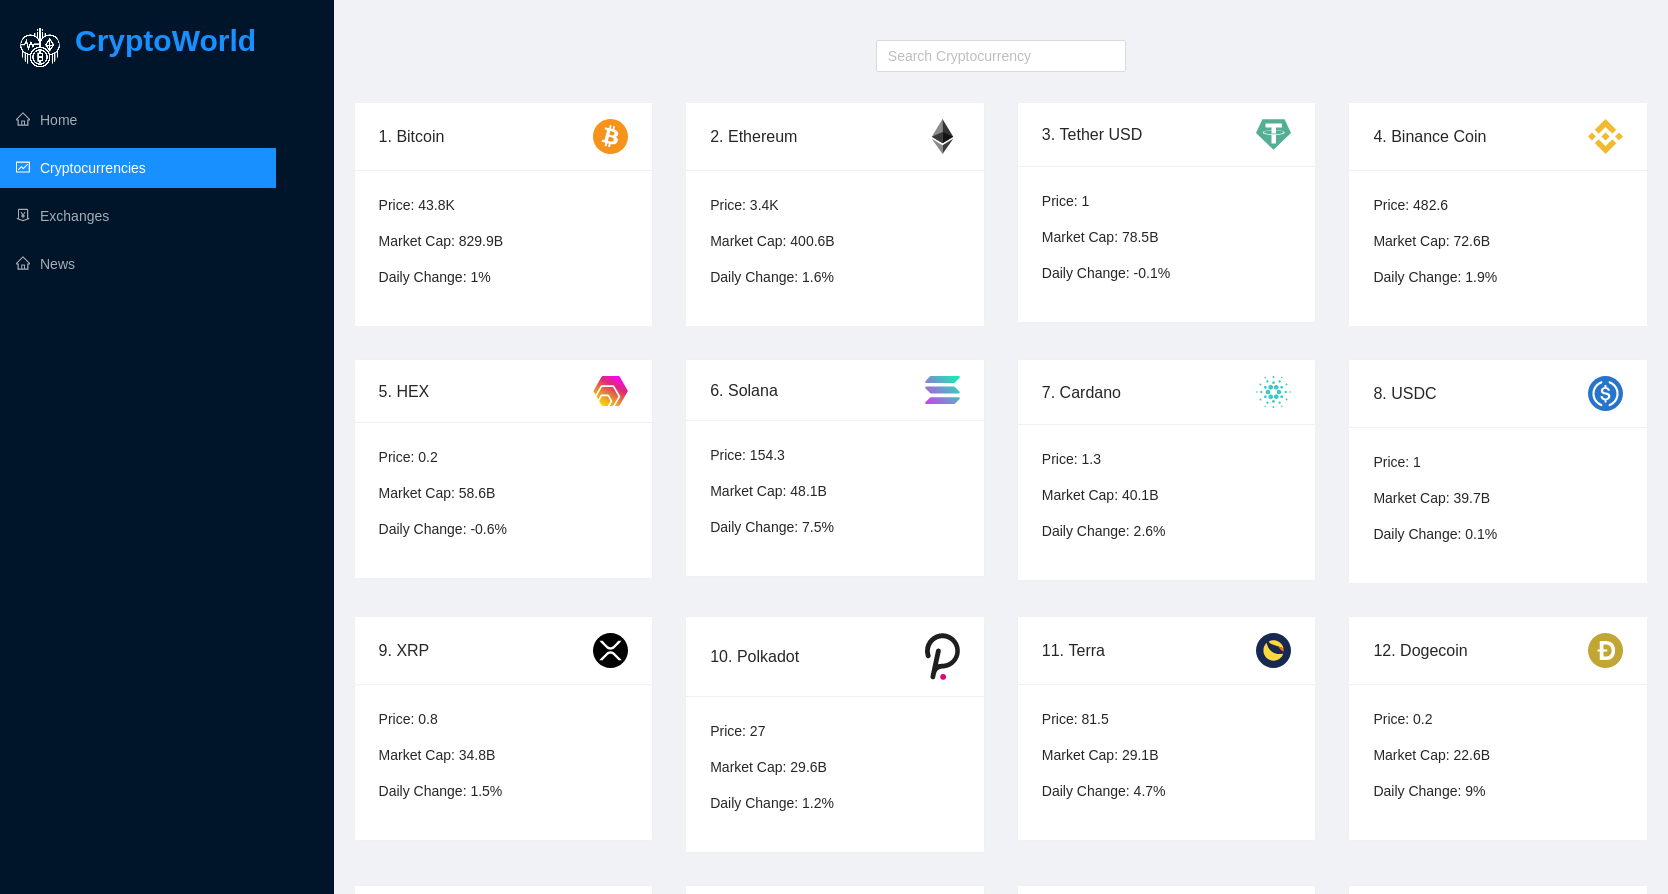 CryptoWorld
Home
Cryptocurrencies
Exchanges
News
Search Cryptocurrency
1. Bitcoin
Price: 43.8K
Market Cap: 829.9B
Daily Change: 1%
2. Ethereum
Price: 3.4K
Market Cap: 400.6B
Daily Change: 1.6%
3. Tether USD
Price: 1
Market Cap: 78.5B
Daily Change: -0.1%
4. Binance Coin
Price: 482.6
Market Cap: 72.6B
Daily Change: 1.9%
5. HEX
Price: 0.2
Market Cap: 58.6B
Daily Change: -0.6%
6. Solana
Price: 154.3
Market Cap: 48.1B
Daily Change: 7.5%
7. Cardano
Price: 1.3
Market Cap: 40.1B
Daily Change: 2.6%
8. USDC
Price: 1
Market Cap: 39.7B
Daily Change: 0.1%
9. XRP
Price: 0.8
Market Cap: 34.8B
Daily Change: 1.5%
10. Polkadot
Price: 27
Market Cap: 29.6B
Daily Change: 1.2%
11. Terra
Price: 81.5
Market Cap: 29.1B
Daily Change: 4.7%
12. Dogecoin
Price: 0.2
Market Cap: 22.6B
Daily Change: 9%